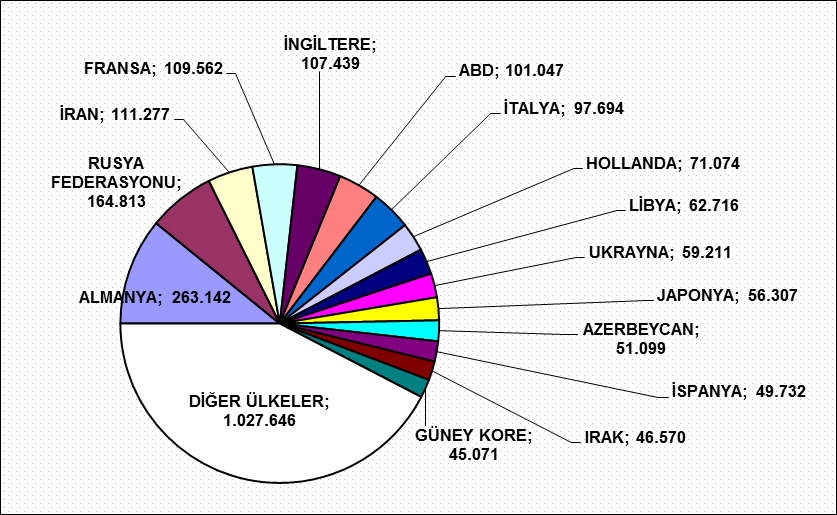 İNGİLTERE;
107.439
FRANSA; 109.562
ABD; 101.047
İTALYA; 97.694
İRAN; 111.277
RUSYA
FEDERASYONU;
164.813
HOLLANDA; 71.074
LİBYA; 62.716
UKRAYNA; 59.211
ALMANYA; 263.142
JAPONYA; 56.307
AZERBEYCAN;
51.099
İSPANYA; 49.732
DİĞER ÜLKELER;
1.027.646
GÜNEY KORE;
45.071
IRAK; 46.570